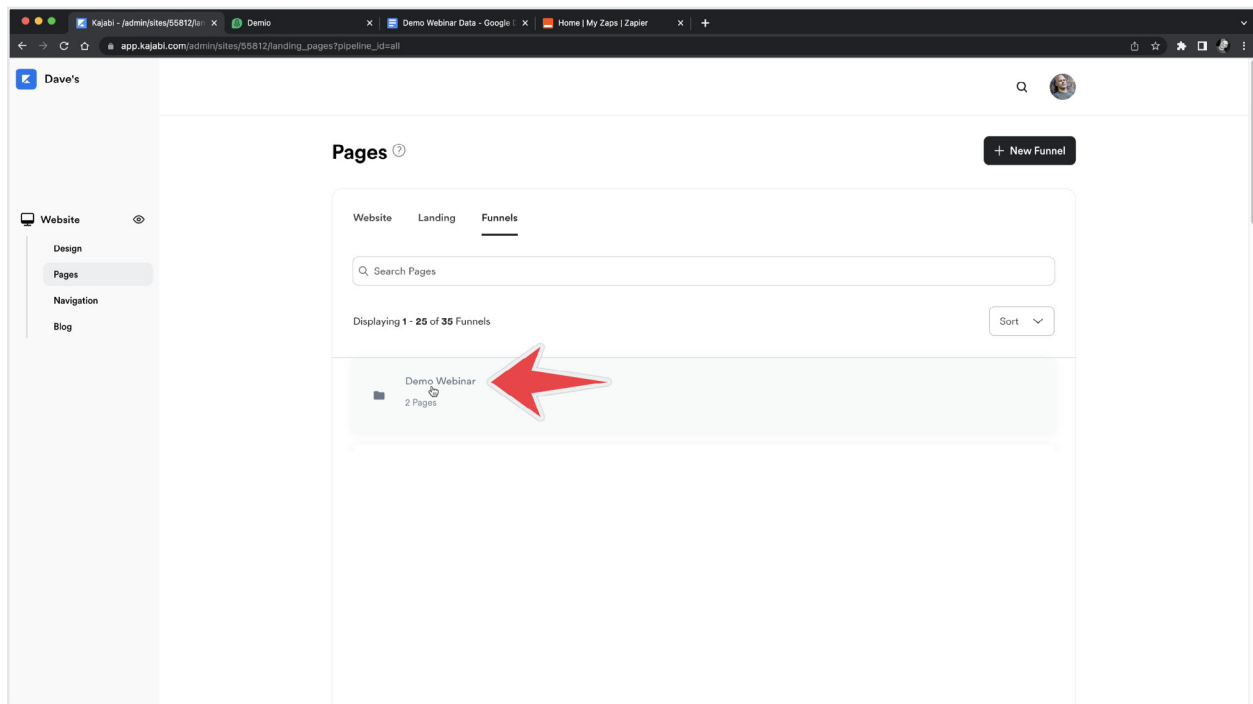 Kajabi - /admin/sites/55812/lan
Demio
Demo Webinar Data - Google
Home | My Zaps | Zapier
app.kajabi.com/admin/sites/55812/landing_pages?pipeline_id=all
Dave's
Pages
+ New Funnel
Website
Design
Pages
Navigation
Blog
Website Landing Funnels
Search Pages
Displaying 1 - 25 of 35 Funnels
Sort
Demo Webinar
2 Pages